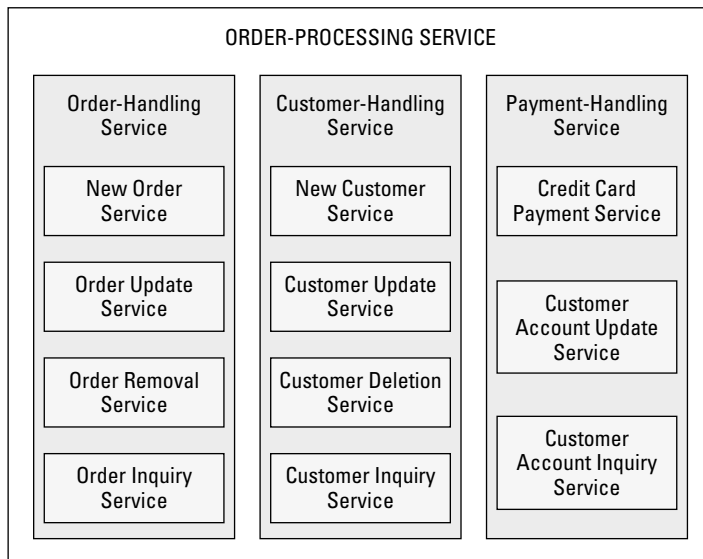 ORDER-PROCESSING SERVICE
Order-Handling
Service
New Order
Service
Order Update
Service
Order Removal
Service
Order Inquiry
Service
Customer-Handling
Service
New Customer
Service
Customer Update
Service
Customer Deletion
Service
Customer Inquiry
Service
Payment-Handling
Service
Credit Card
Payment Service
Customer
Account Update
Service
Customer
Account Inquiry
Service